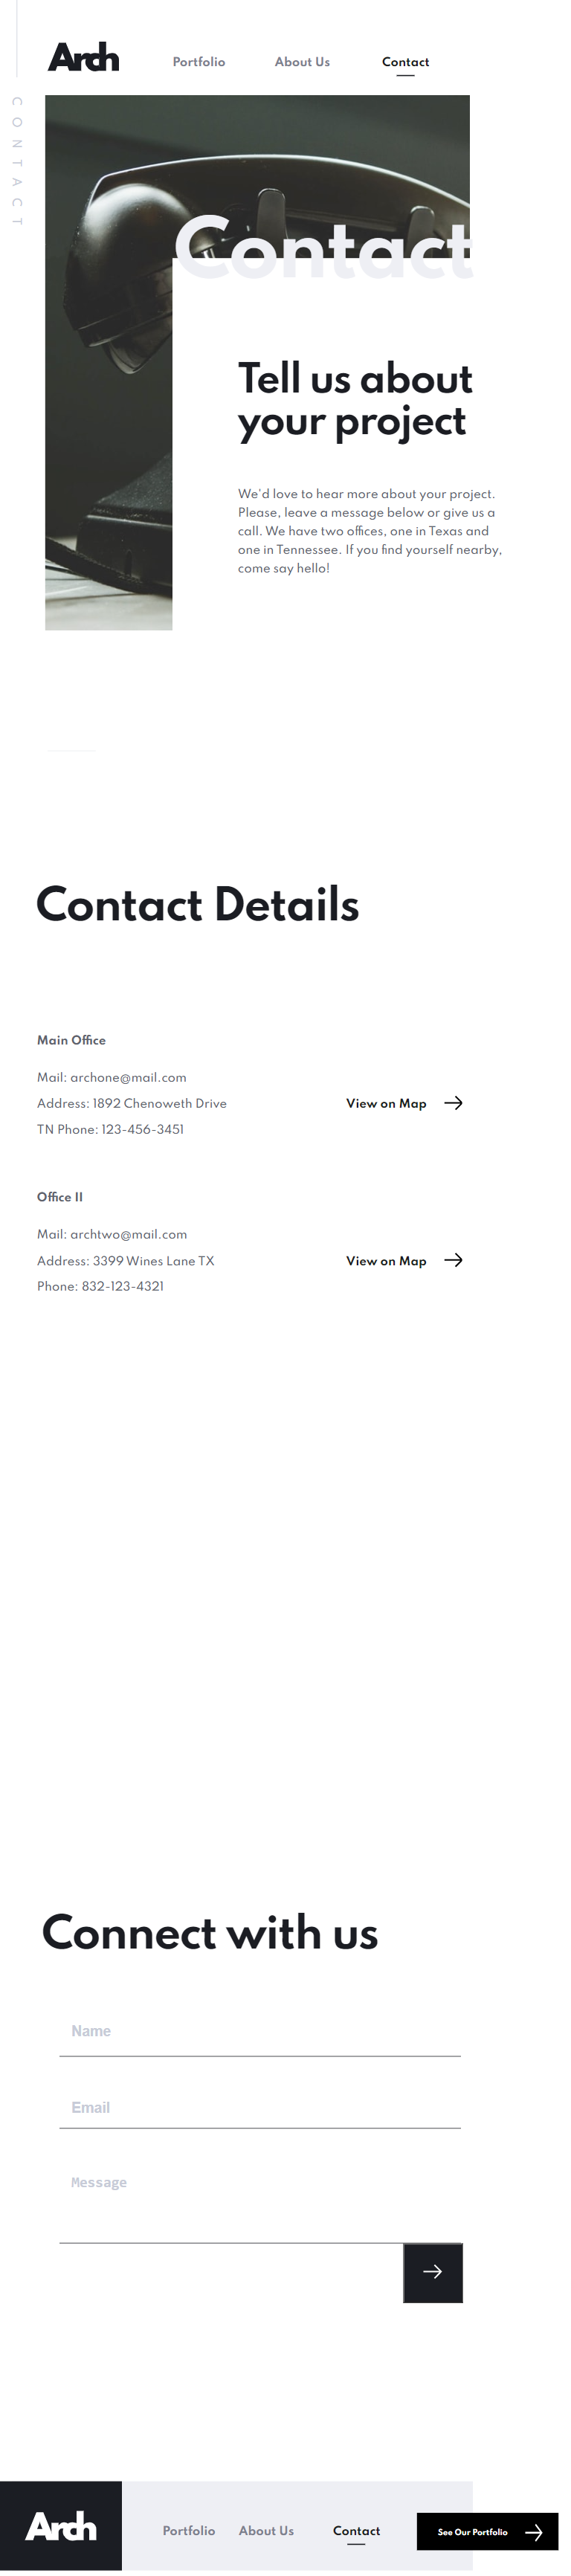 Arch
Portfolio
About Us
Contact
CONTACT
Contact
Tell us about
your project
We'd love to hear more about your project.
Please, leave a message below or give us a
call. We have two offices, one in Texas and
one in Tennessee. If you find yourself nearby,
come say hello!
Contact Details
Main Office
Mail: archone@mail.com
Address: 1892 Chenoweth Drive
TN Phone: 123-456-3451
View on Map
Office II
Mail: archtwo@mail.com
Address: 3399 Wines Lane TX
Phone: 832-123-4321
View on Map
Connect with us
Name
Email
Message
Arch
Portfolio
About Us
Contact
See Our Portfolio